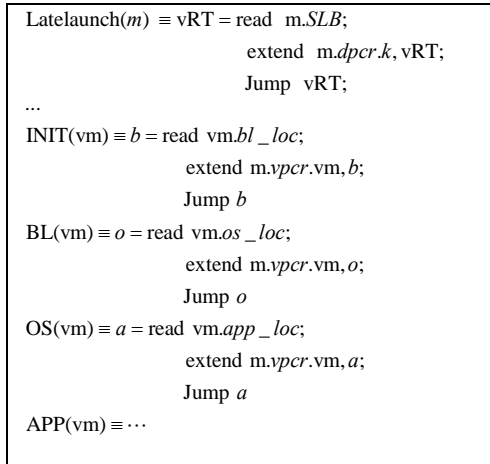 Latelaunch(m) ≡ vRT = read m.SLB;
extend m.dpcr.k, vRT;
Jump vRT;
...
INIT(vm) ≡ b = read vm.bl_loc;
extend m.vpcr.vm, b;
Jump b
BL(vm) ≡ o = read vm.os_loc;
extend m.vpcr.vm, o;
Jump o
OS(vm) ≡ a = read vm.app_loc;
extend m.vpcr.vm, a;
Jump a
APP(vm) ≡ ⋯